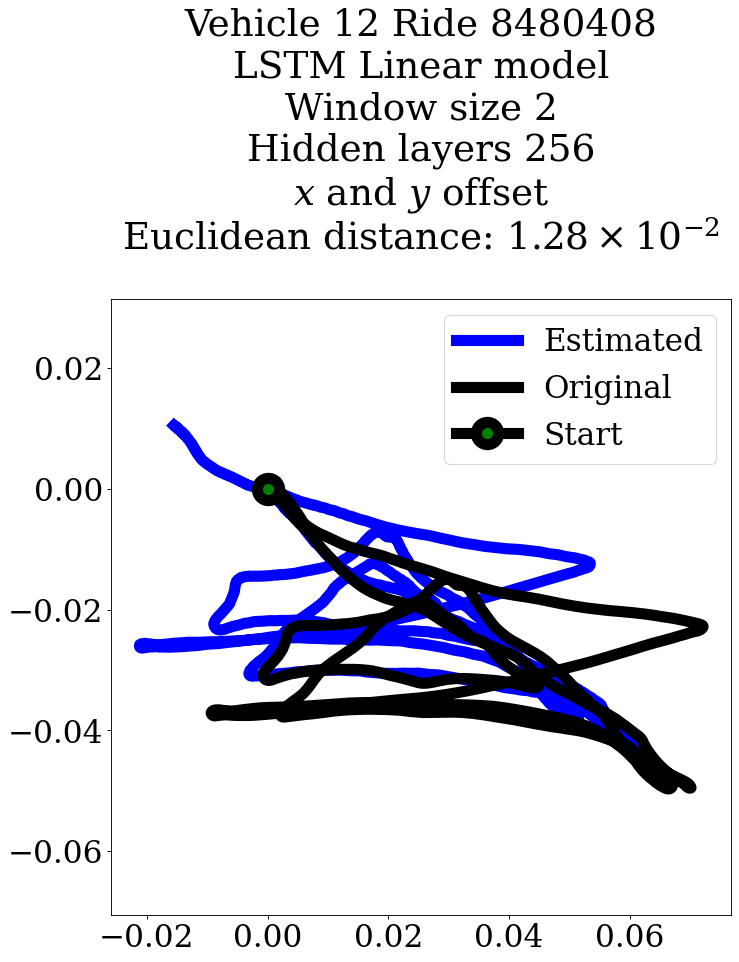 Vehicle 12 Ride 8480408
LSTM Linear model
Window size 2
Hidden layers 256
x and y offset
Euclidean distance: 1.28 × 10⁻²
Estimated
Original
Start
0.02
0.00
−0.02
−0.04
−0.06
−0.02 0.00 0.02 0.04 0.06